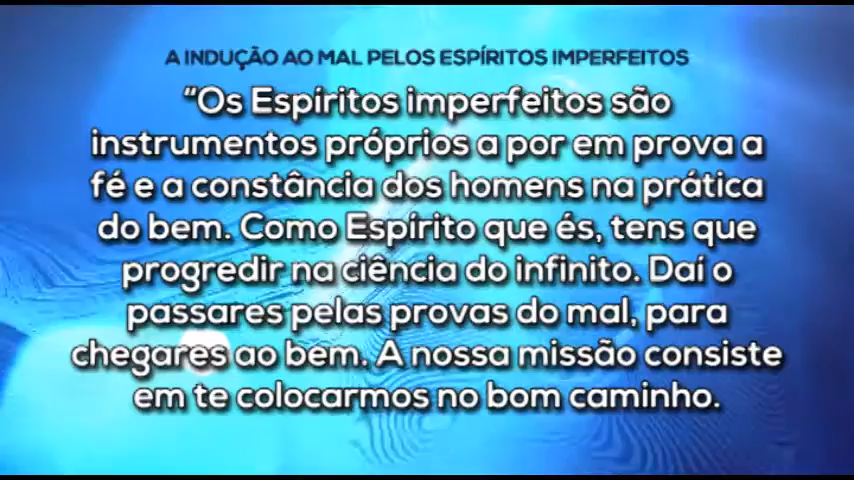 A INDUÇÃO AO MAL PELOS ESPÍRITOS IMPERFEITOS
“Os Espíritos imperfeitos são
instrumentos próprios a por em prova a
fé e a constância dos homens na prática
do bem. Como Espírito que és, tens que
progredir na ciência do infinito. Daí o
passares pelas provas do mal, para
chegares ao bem. A nossa missão consiste
em te colocarmos no bom caminho.